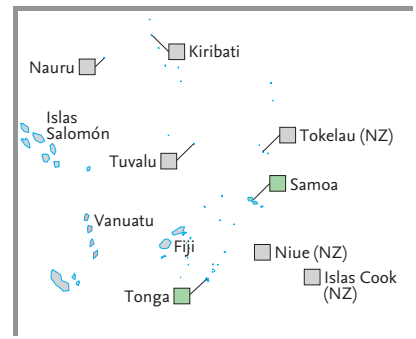 Kiribati
Nauru
Islas
Salomón
Tokelau (NZ)
Tuvalu
Samoa
Vanuatu
Fiji
Niue (NZ)
Islas Cook
(NZ)
Tonga